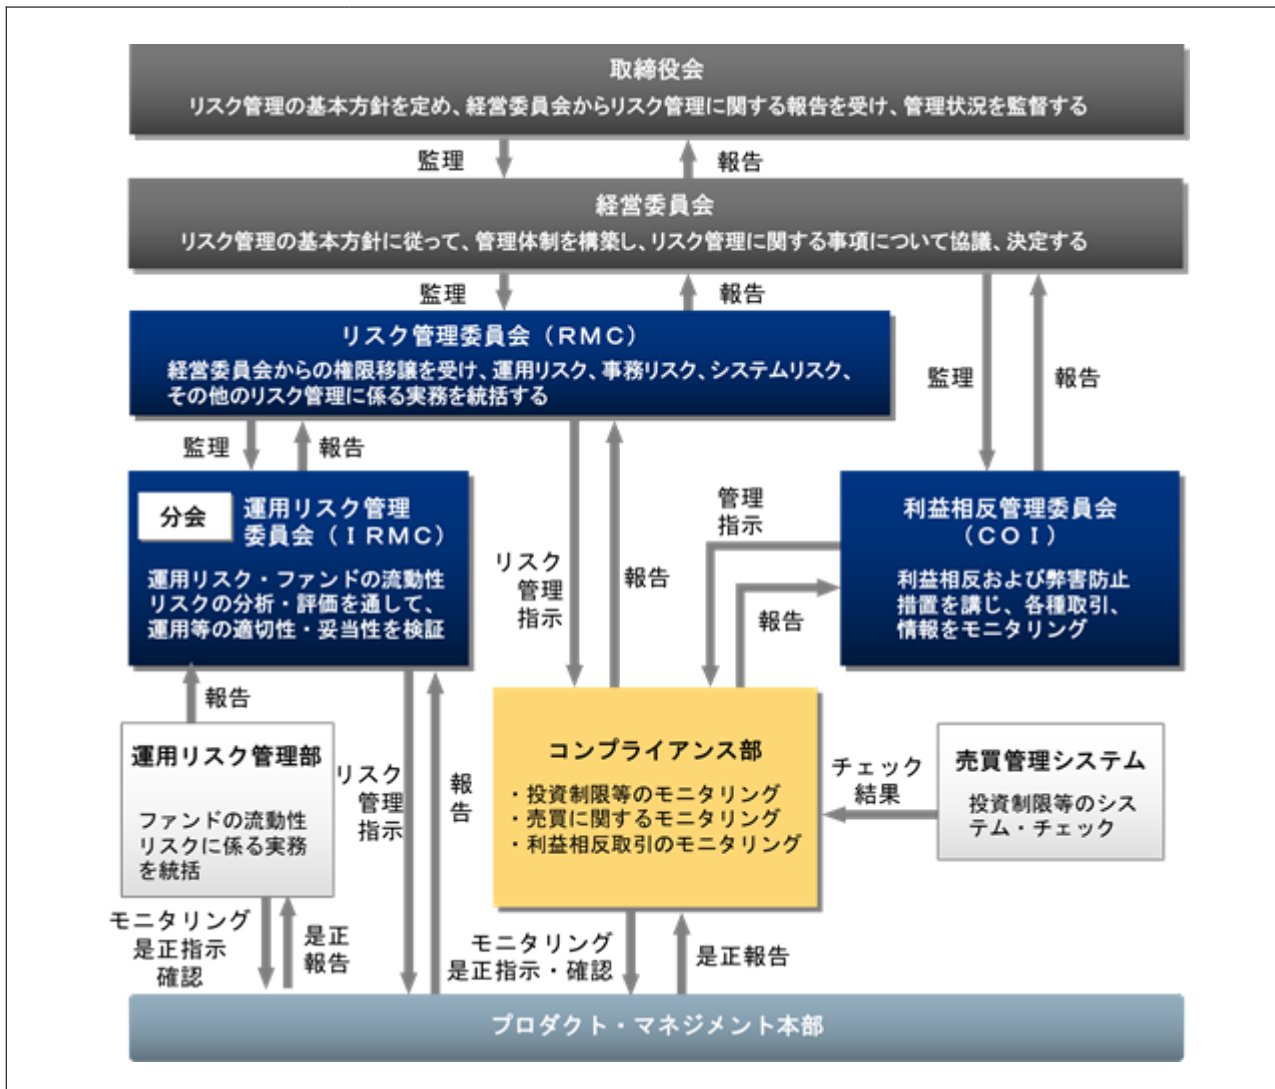 取締役会
リスク管理の基本方針を定め、経営委員会からリスク管理に関する報告を受け、管理状況を監督する
監理
報告
経営委員会
リスク管理の基本方針に従って、管理体制を構築し、リスク管理に関する事項について協議、決定する
監理
報告
リスク管理委員会（ＲＭＣ）
経営委員会からの権限移譲を受け、運用リスク、事務リスク、システムリスク、
その他のリスク管理に係る実務を統括する
監理
報告
監理
報告
分会
運用リスク管理
委員会（ＩＲＭＣ）
運用リスク・ファンドの流動性
リスクの分析・評価を通して、
運用等の適切性・妥当性を検証
リスク
管理
指示
報告
管理
指示
報告
利益相反管理委員会
（ＣＯＩ）
利益相反および弊害防止
措置を講じ、各種取引、
情報をモニタリング
報告
運用リスク管理部
ファンドの流動性
リスクに係る実務
を統括
リスク
管理
指示
報
告
コンプライアンス部
・投資制限等のモニタリング
・売買に関するモニタリング
・利益相反取引のモニタリング
チェック
結果
売買管理システム
投資制限等のシス
テム・チェック
モニタリング
是正指示
確認
是正
報告
モニタリング
是正指示・確認
是正報告
プロダクト・マネジメント本部